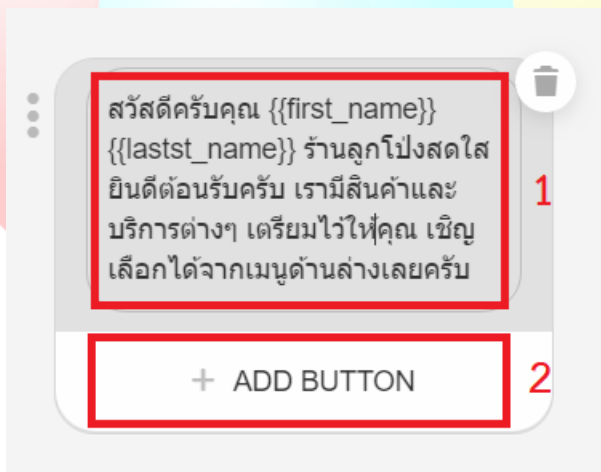 สวัสดีครับคุณ {{first_name}}
{{lastst_name}} ร้านลูกโป่งสดใส
ยินดีต้อนรับครับ เรามีสินค้าและ
บริการต่างๆ เตรียมไว้ให้คุณ เชิญ
เลือกได้จากเมนูด้านล่างเลยครับ
1
+ ADD BUTTON
2